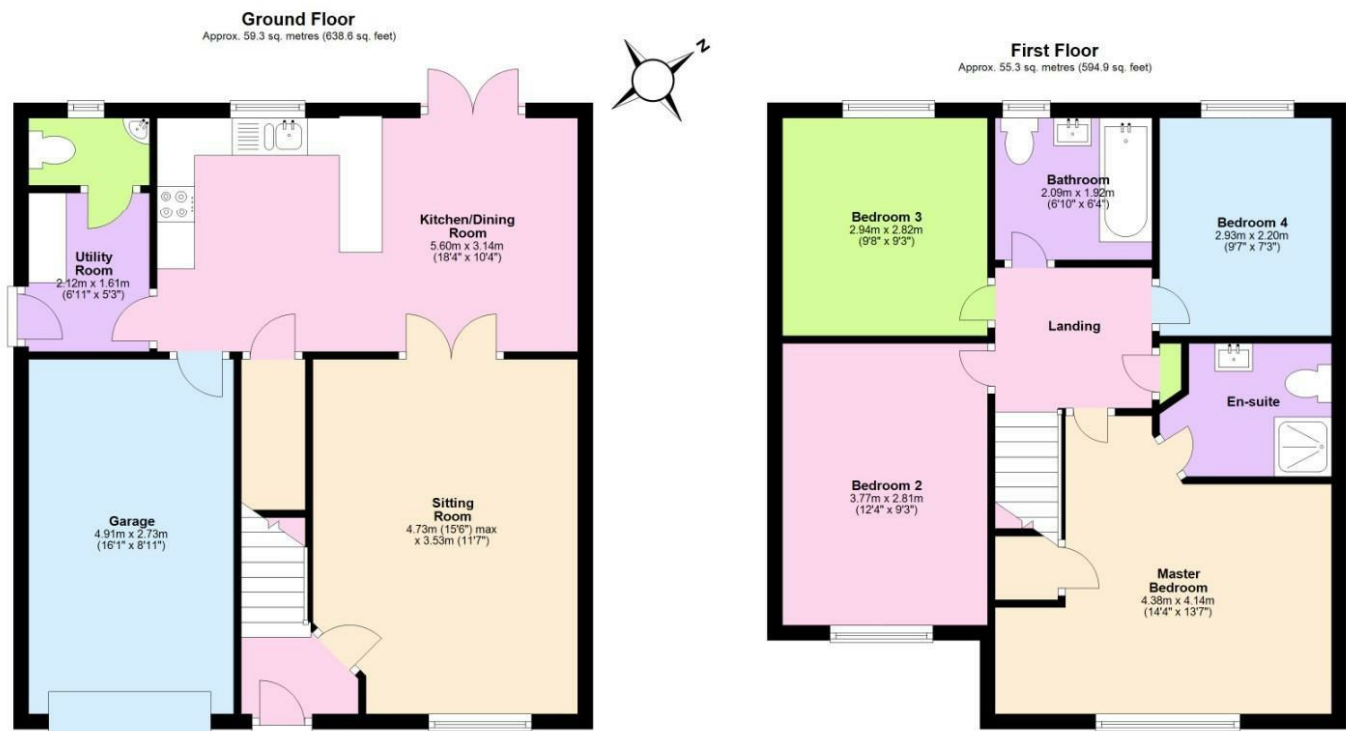 Ground Floor
Approx. 59.3 sq. metres (638.6 sq. feet)
N
Kitchen/Dining
Room
5.60m x 3.14m
(18'4" x 10'4")
Utility
Room
2.12m x 1.61m
(6'11" x 5'3")
Garage
4.91m x 2.73m
(16'1" x 8'11")
Sitting
Room
4.73m (15'6") max
x 3.53m (11'7")
First Floor
Approx. 55.3 sq. metres (594.9 sq. feet)
Bedroom 3
2.94m x 2.82m
(9'8" x 9'3")
Bathroom
2.09m x 1.92m
(6'10" x 6'4")
Bedroom 4
2.93m x 2.20m
(9'7" x 7'3")
Landing
En-suite
Bedroom 2
3.77m x 2.81m
(12'4" x 9'3")
Master
Bedroom
4.38m x 4.14m
(14'4" x 13'7")